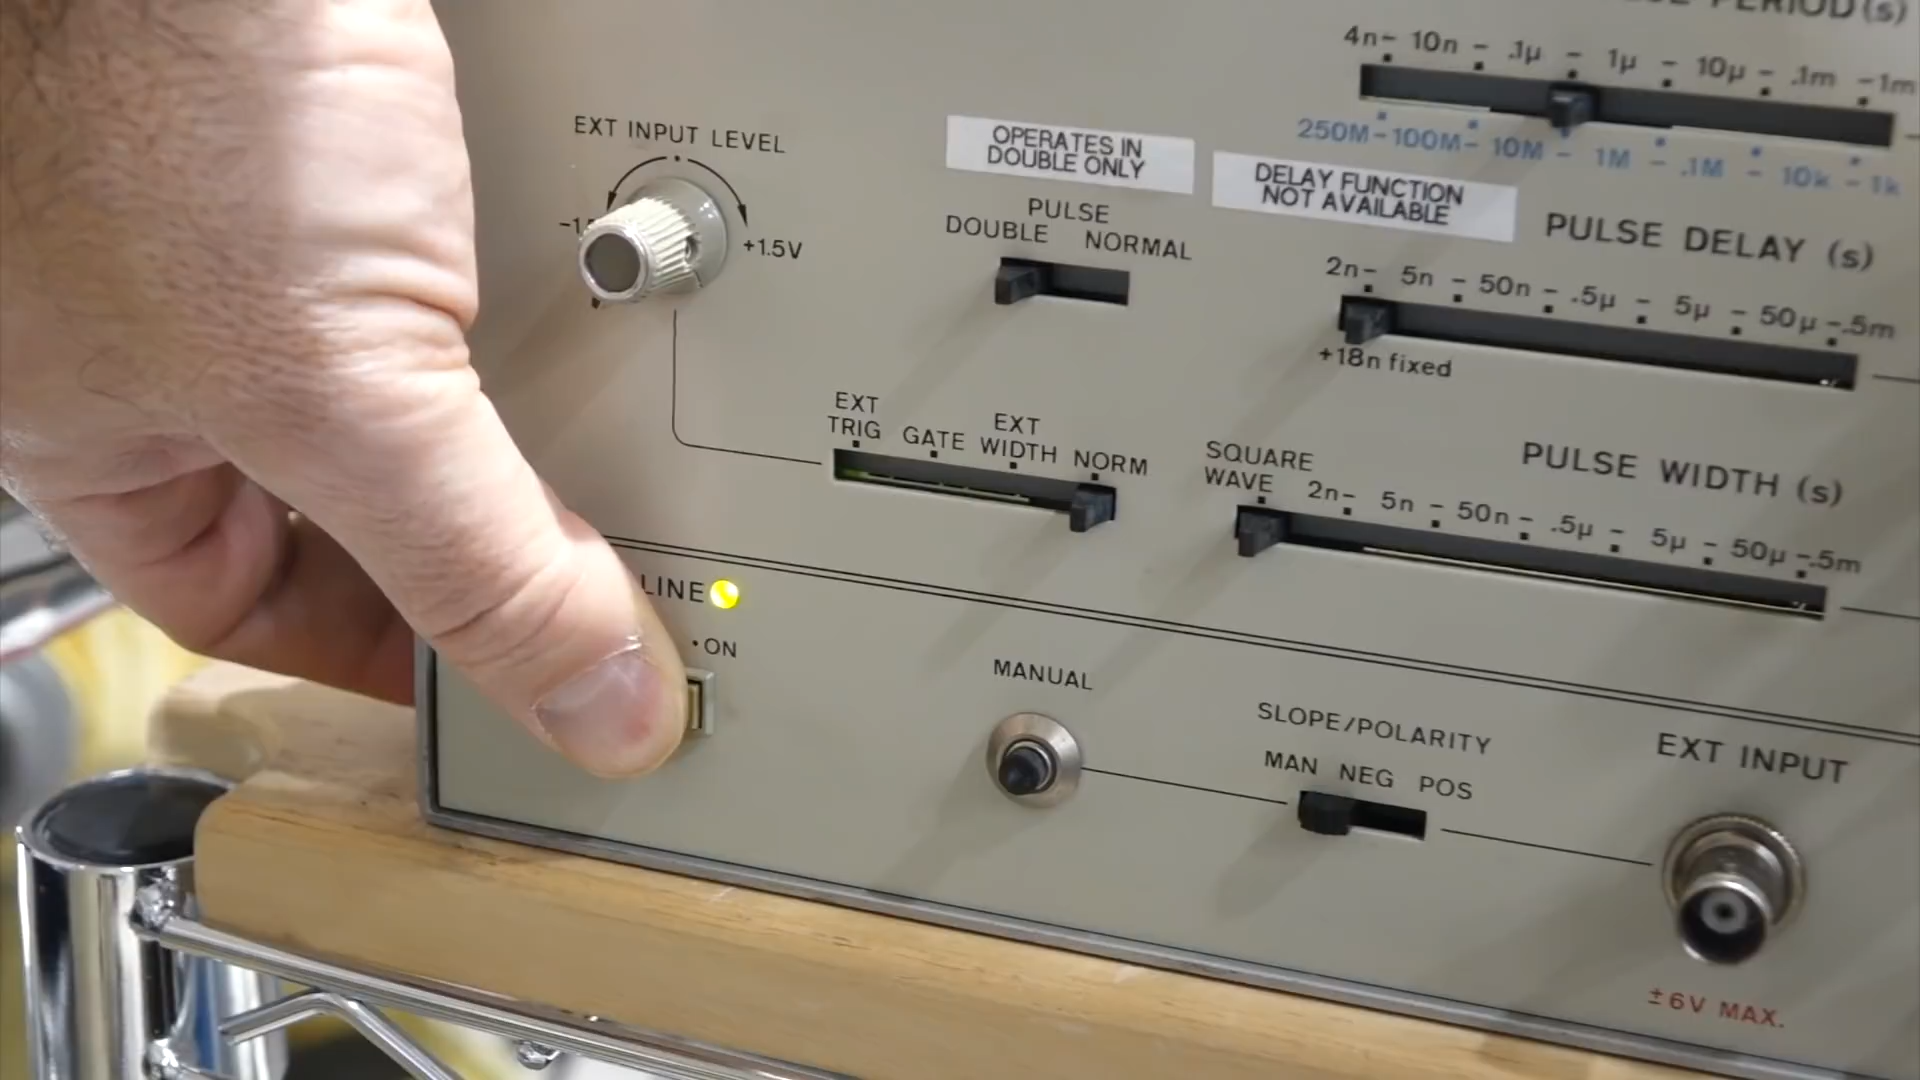 PERIOD(s)
4n- 10n - .1µ - 1µ - 10µ - .1m -1m
250M-100M- 10M - 1M - .1M - 10k - 1k
EXT INPUT LEVEL
+1.5V
OPERATES IN
DOUBLE ONLY
PULSE
DOUBLE NORMAL
DELAY FUNCTION
NOT AVAILABLE
PULSE DELAY (s)
2n- 5n - 50n - .5µ - 5µ - 50µ -.5m
+18n fixed
EXT
TRIG GATE
EXT
WIDTH NORM
SQUARE
WAVE
PULSE WIDTH (s)
2n- 5n - 50n - .5µ - 5µ - 50µ -.5m
LINE
•ON
MANUAL
SLOPE/POLARITY
MAN NEG POS
EXT INPUT
±6V MAX.